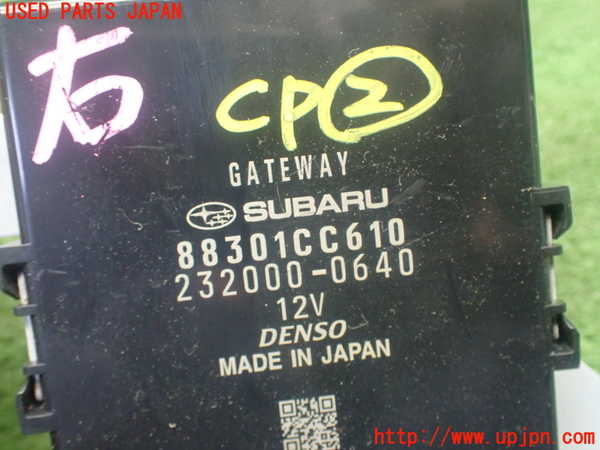 USED PARTS JAPAN
右
CP②
GATEWAY
SUBARU
88301CC610
232000-0640
12V
DENSO
MADE IN JAPAN
http://www.upjpn.com